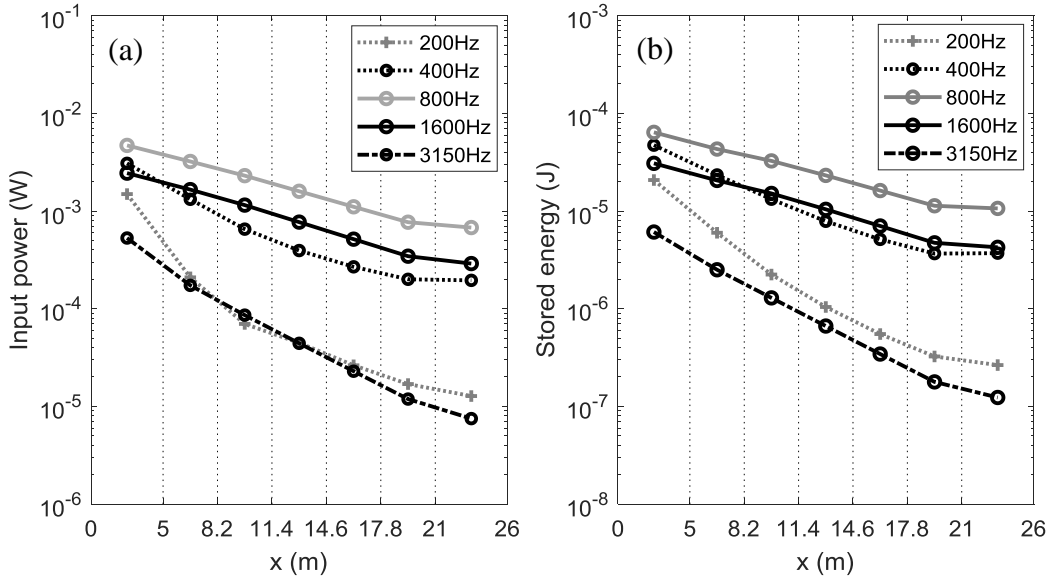 (a)
200Hz
400Hz
800Hz
1600Hz
3150Hz
Input power (W)
10^-1
10^-2
10^-3
10^-4
10^-5
10^-6
0 5 8.2 11.4 14.6 17.8 21 26
x (m)
(b)
200Hz
400Hz
800Hz
1600Hz
3150Hz
Stored energy (J)
10^-3
10^-4
10^-5
10^-6
10^-7
10^-8
0 5 8.2 11.4 14.6 17.8 21 26
x (m)